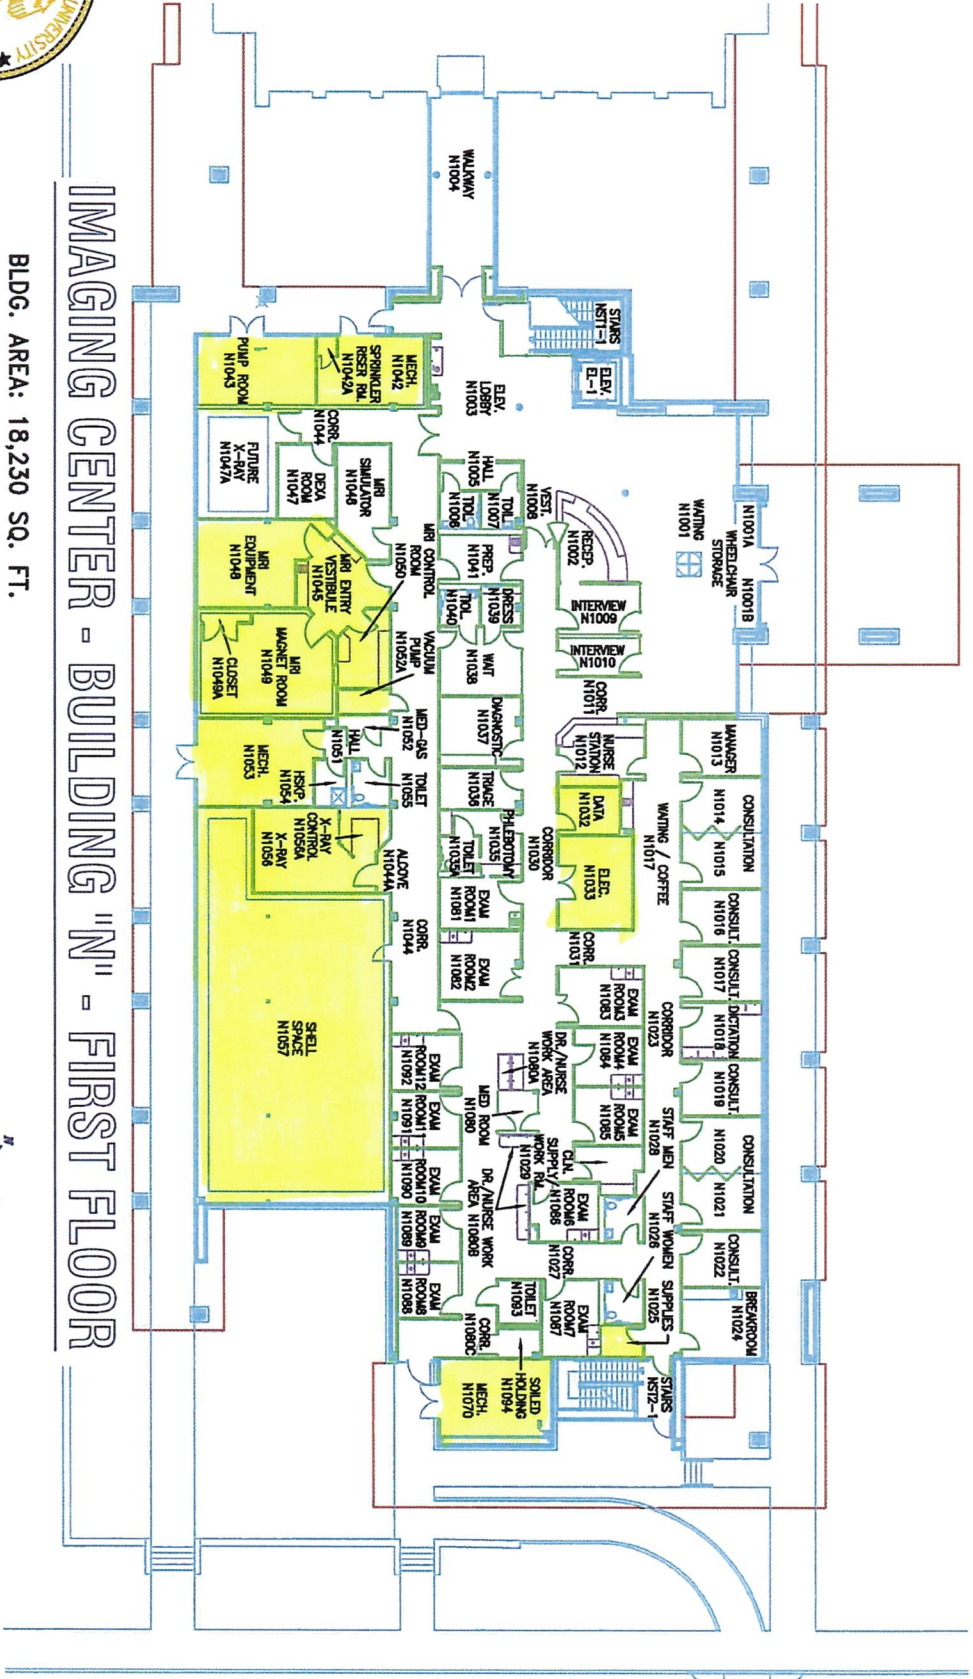 UNIVERSITY
IMAGING CENTER - BUILDING "N" - FIRST FLOOR
BLDG. AREA: 18,230 SQ. FT.
N
WALKWAY
N1004
STAIRS
NST1-1
ELEV.
EL-1
ELEV.
LOBBY
N1003
MECH.
N1042
SPRINKLER
RISER RM.
N1042A
PUMP ROOM
N1043
CORR.
N1044
FUTURE
X-RAY
N1047A
DEXA
ROOM
N1047
MRI
SIMULATOR
N1046
HALL
N1005
TIOL.
N1006
TOIL.
N1007
VEST.
N1008
RECEP.
N1002
WAITING
N1001
N1001A
WHEELCHAIR
STORAGE
N1001B
PREP.
N1041
TIOL.
N1040
DRESS
N1039
INTERVIEW
N1009
INTERVIEW
N1010
CORR.
N1011
WAIT
N1038
DIAGNOSTIC
N1037
MRI CONTROL
ROOM
N1050
VACUUM
PUMP
N1052A
MRI ENTRY
VESTIBULE
N1045
MRI
EQUIPMENT
N1048
MRI
MAGNET ROOM
N1049
CLOSET
N1049A
MED-GAS
N1052
HALL
N1051
TOILET
N1055
HSKP.
N1054
MECH.
N1053
X-RAY
CONTROL
N1056A
X-RAY
N1056
ALCOVE
N1044A
CORR.
N1044
SHELL
SPACE
N1057
NURSE
STATION
N1012
MANAGER
N1013
CONSULTATION
N1014
N1015
CONSULT.
N1016
CONSULT.
N1017
DICTATION
N1018
CONSULT.
N1019
CONSULTATION
N1020
N1021
CONSULT.
N1022
BREAKROOM
N1024
WAITING / COFFEE
N1017
DATA
N1032
ELEC.
N1033
CORRIDOR
N1030
TRIAGE
N1036
PHLEBOTOMY
N1035
TOILET
N1035A
EXAM
ROOM1
N1081
EXAM
ROOM2
N1082
CORR.
N1031
CORRIDOR
N1023
EXAM
ROOM3
N1083
EXAM
ROOM4
N1084
EXAM
ROOM5
N1085
DR./NURSE
WORK AREA
N1080A
MED ROOM
N1080
STAFF MEN
N1028
STAFF WOMEN
N1026
SUPPLIES
N1025
CLN.
SUPPLY/
WORK RM.
N1029
EXAM
ROOM6
N1086
CORR.
N1027
EXAM
ROOM7
N1087
DR./NURSE WORK
AREA N1080B
EXAM
ROOM12
N1092
EXAM
ROOM11
N1091
EXAM
ROOM10
N1090
EXAM
ROOM9
N1089
EXAM
ROOM8
N1088
TOILET
N1093
CORR.
N1080C
SOILED
HOLDING
N1094
MECH.
N1070
STAIRS
NST2-1